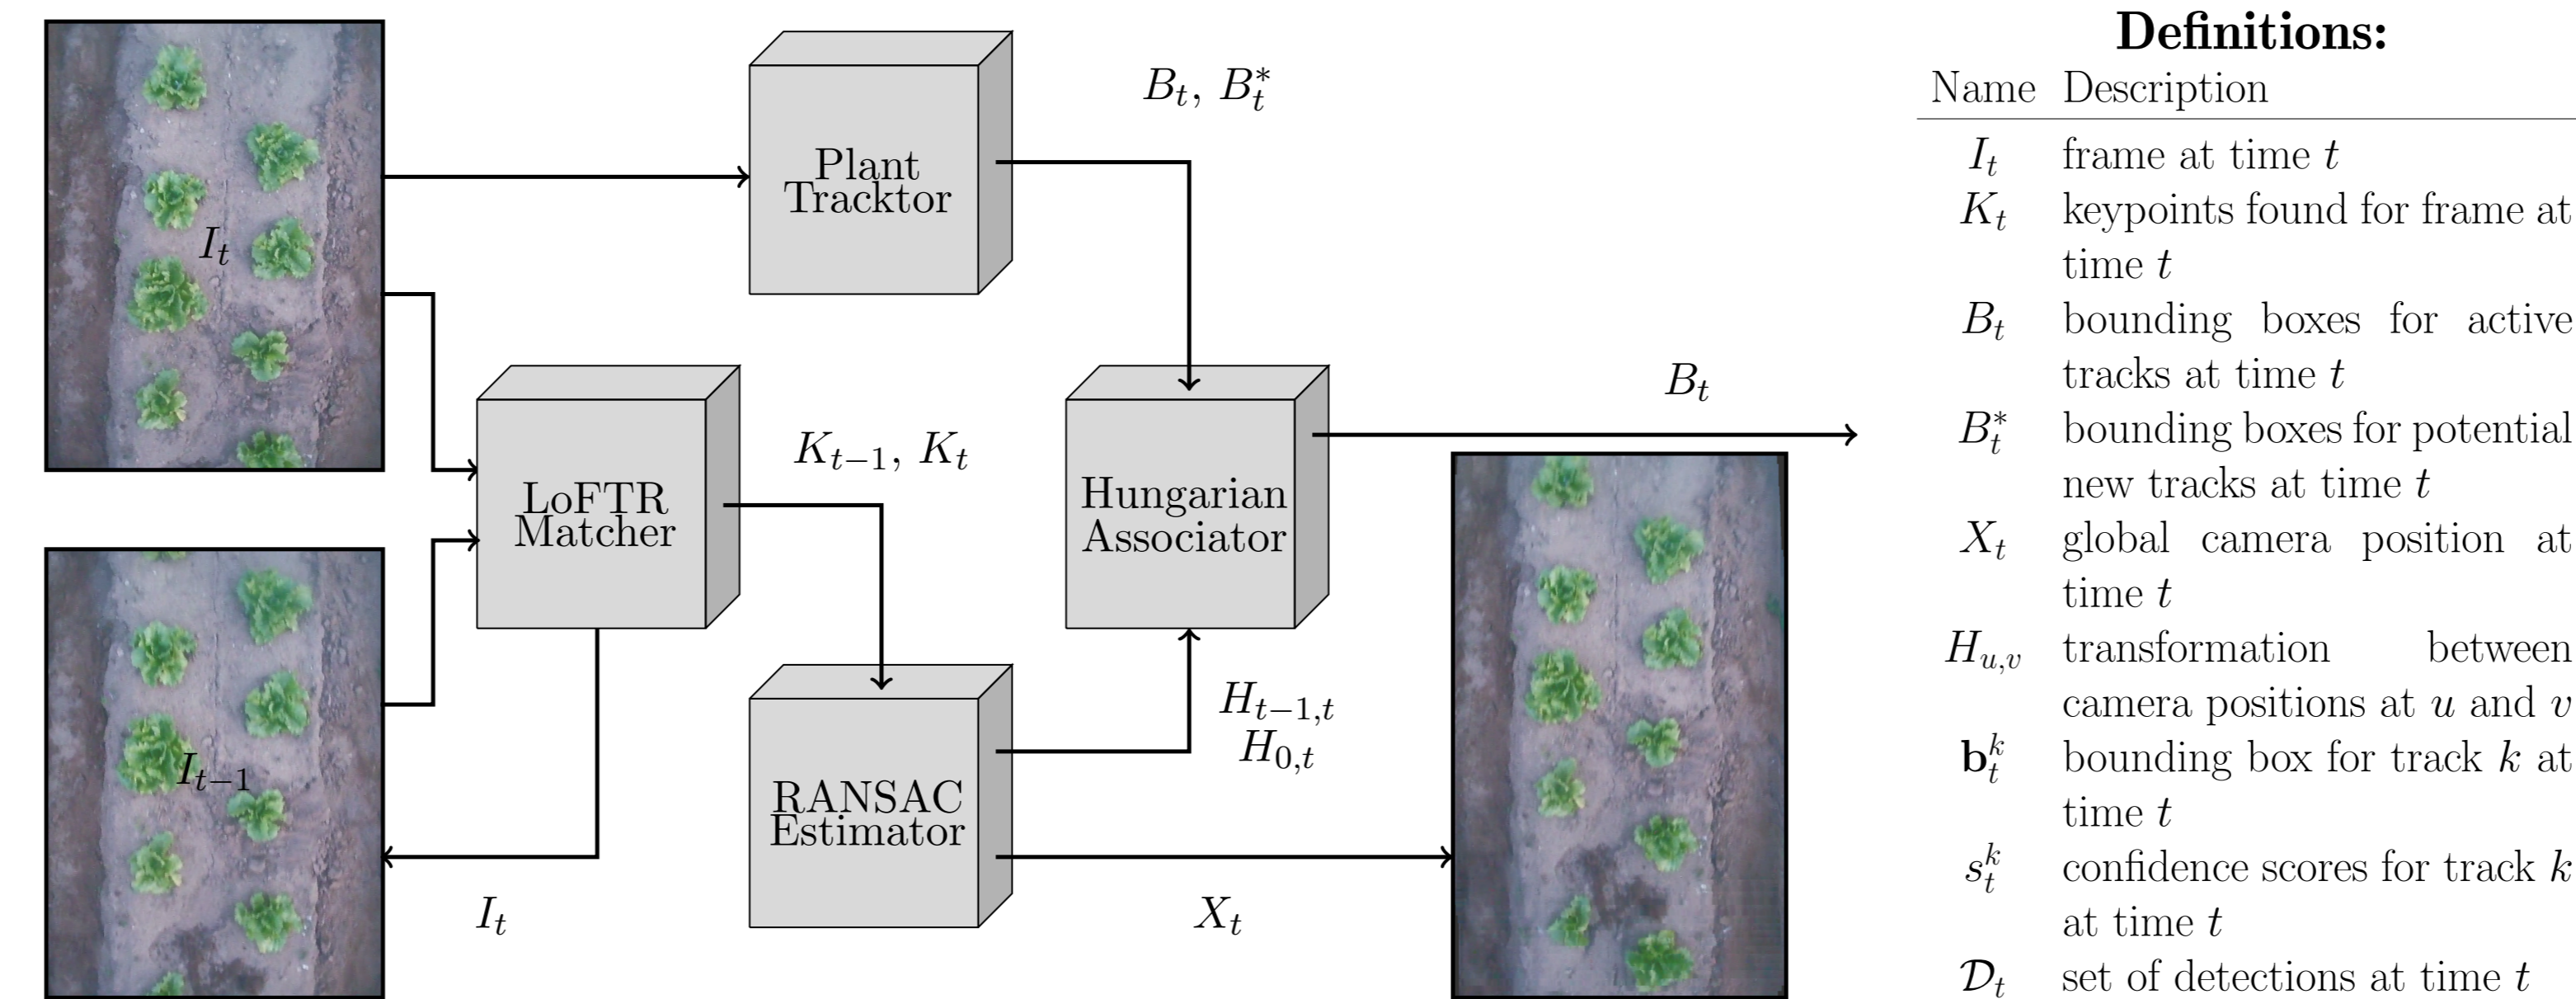 I_t
Plant
Tracktor
B_t, B_t^*
LoFTR
Matcher
K_{t-1}, K_t
Hungarian
Associator
B_t
I_{t-1}
I_t
RANSAC
Estimator
H_{t-1,t}
H_{0,t}
X_t
Definitions:
Name Description
I_t frame at time t
K_t keypoints found for frame at
time t
B_t bounding boxes for active
tracks at time t
B_t^* bounding boxes for potential
new tracks at time t
X_t global camera position at
time t
H_{u,v} transformation between
camera positions at u and v
b_t^k bounding box for track k at
time t
s_t^k confidence scores for track k
at time t
𝒟_t set of detections at time t